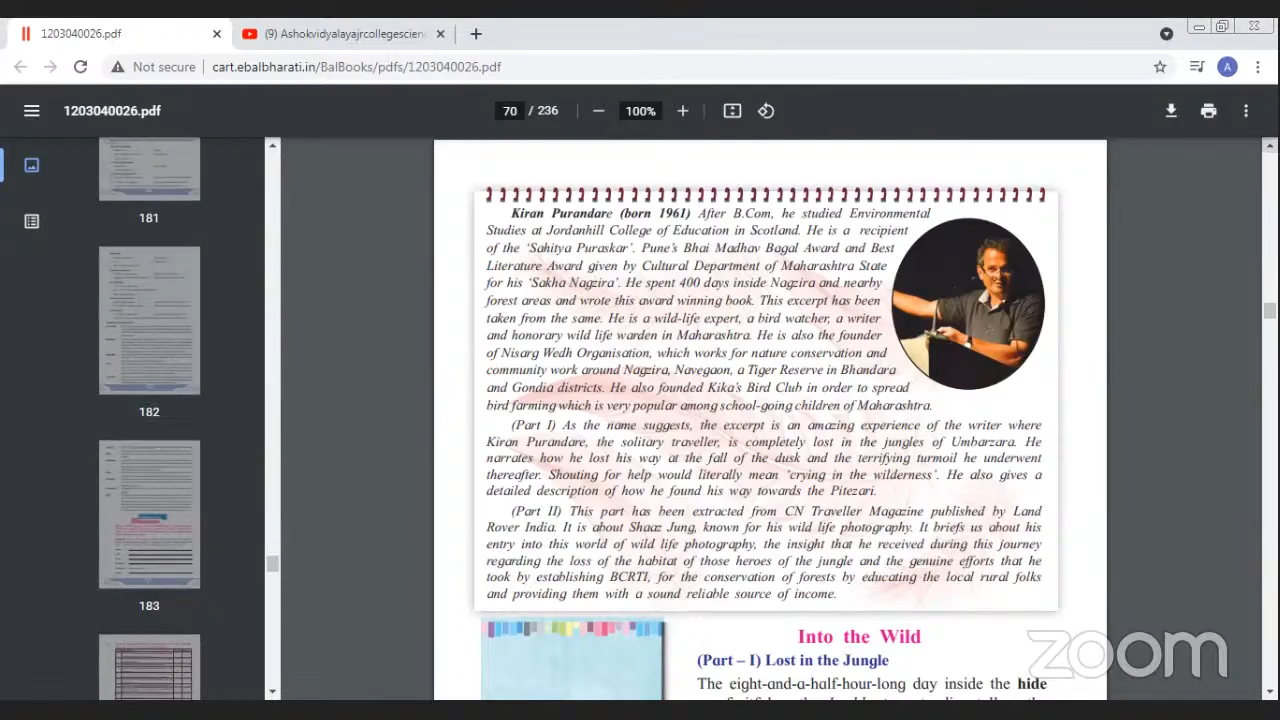 1203040026.pdf
(9) Ashokvidyalayajrcollegescien
Not secure
cart.ebalbharati.in/BalBooks/pdfs/1203040026.pdf
A
1203040026.pdf
70 / 236
100%
181
182
183
Kiran Purandare (born 1961) After B.Com, he studied Environmental
Studies at Jordanhill College of Education in Scotland. He is a recipient
of the ‘Sahitya Puraskar’. Pune’s Bhai Madhav Bagal Award and Best
Literature Award given by Cultural Department of Maharashtra State
for his ‘Sakha Nagzira’. He spent 400 days inside Nagzira and nearby
forest areas and wrote this award winning book. This excerpt has been
taken from the same. He is a wild-life expert, a bird watcher, a writer
and honorary wild life warden in Maharashtra. He is also the founder
of Nisarg Wedh Organisation, which works for nature conservation and
community work around Nagzira, Navegaon, a Tiger Reserve in Bhandara
and Gondia districts. He also founded Kika’s Bird Club in order to spread
bird farming which is very popular among school-going children of Maharashtra.
(Part I) As the name suggests, the excerpt is an amazing experience of the writer where
Kiran Purandare, the solitary traveller, is completely lost in the jungles of Umbarzara. He
narrates how he lost his way at the fall of the dusk and the terrifying turmoil he underwent
thereafter. Shouting for help would literally mean ‘crying in the wilderness’. He also gives a
detailed description of how he found his way towards the Pitezari.
(Part II) This part has been extracted from CN Traveller Magazine published by Land
Rover India. It is about Shaaz Jung, known for his wild life photography. It briefs us about his
entry into this world of wild life photography, the insight that he received during this journey
regarding the loss of the habitat of those heroes of the jungle and the genuine efforts that he
took by establishing BCRTI, for the conservation of forests by educating the local rural folks
and providing them with a sound reliable source of income.
Into the Wild
(Part – I) Lost in the Jungle
The eight-and-a-half-hour-long day inside the hide
zoom